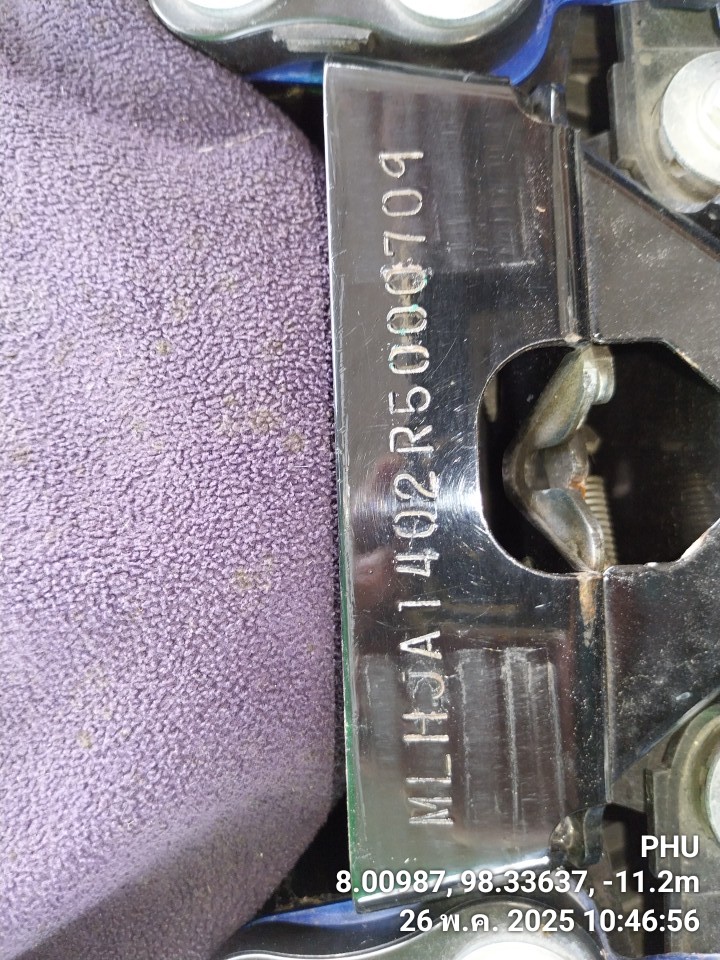 MLHJA1402R5000709
PHU
8.00987, 98.33637, -11.2m
26 พ.ค. 2025 10:46:56